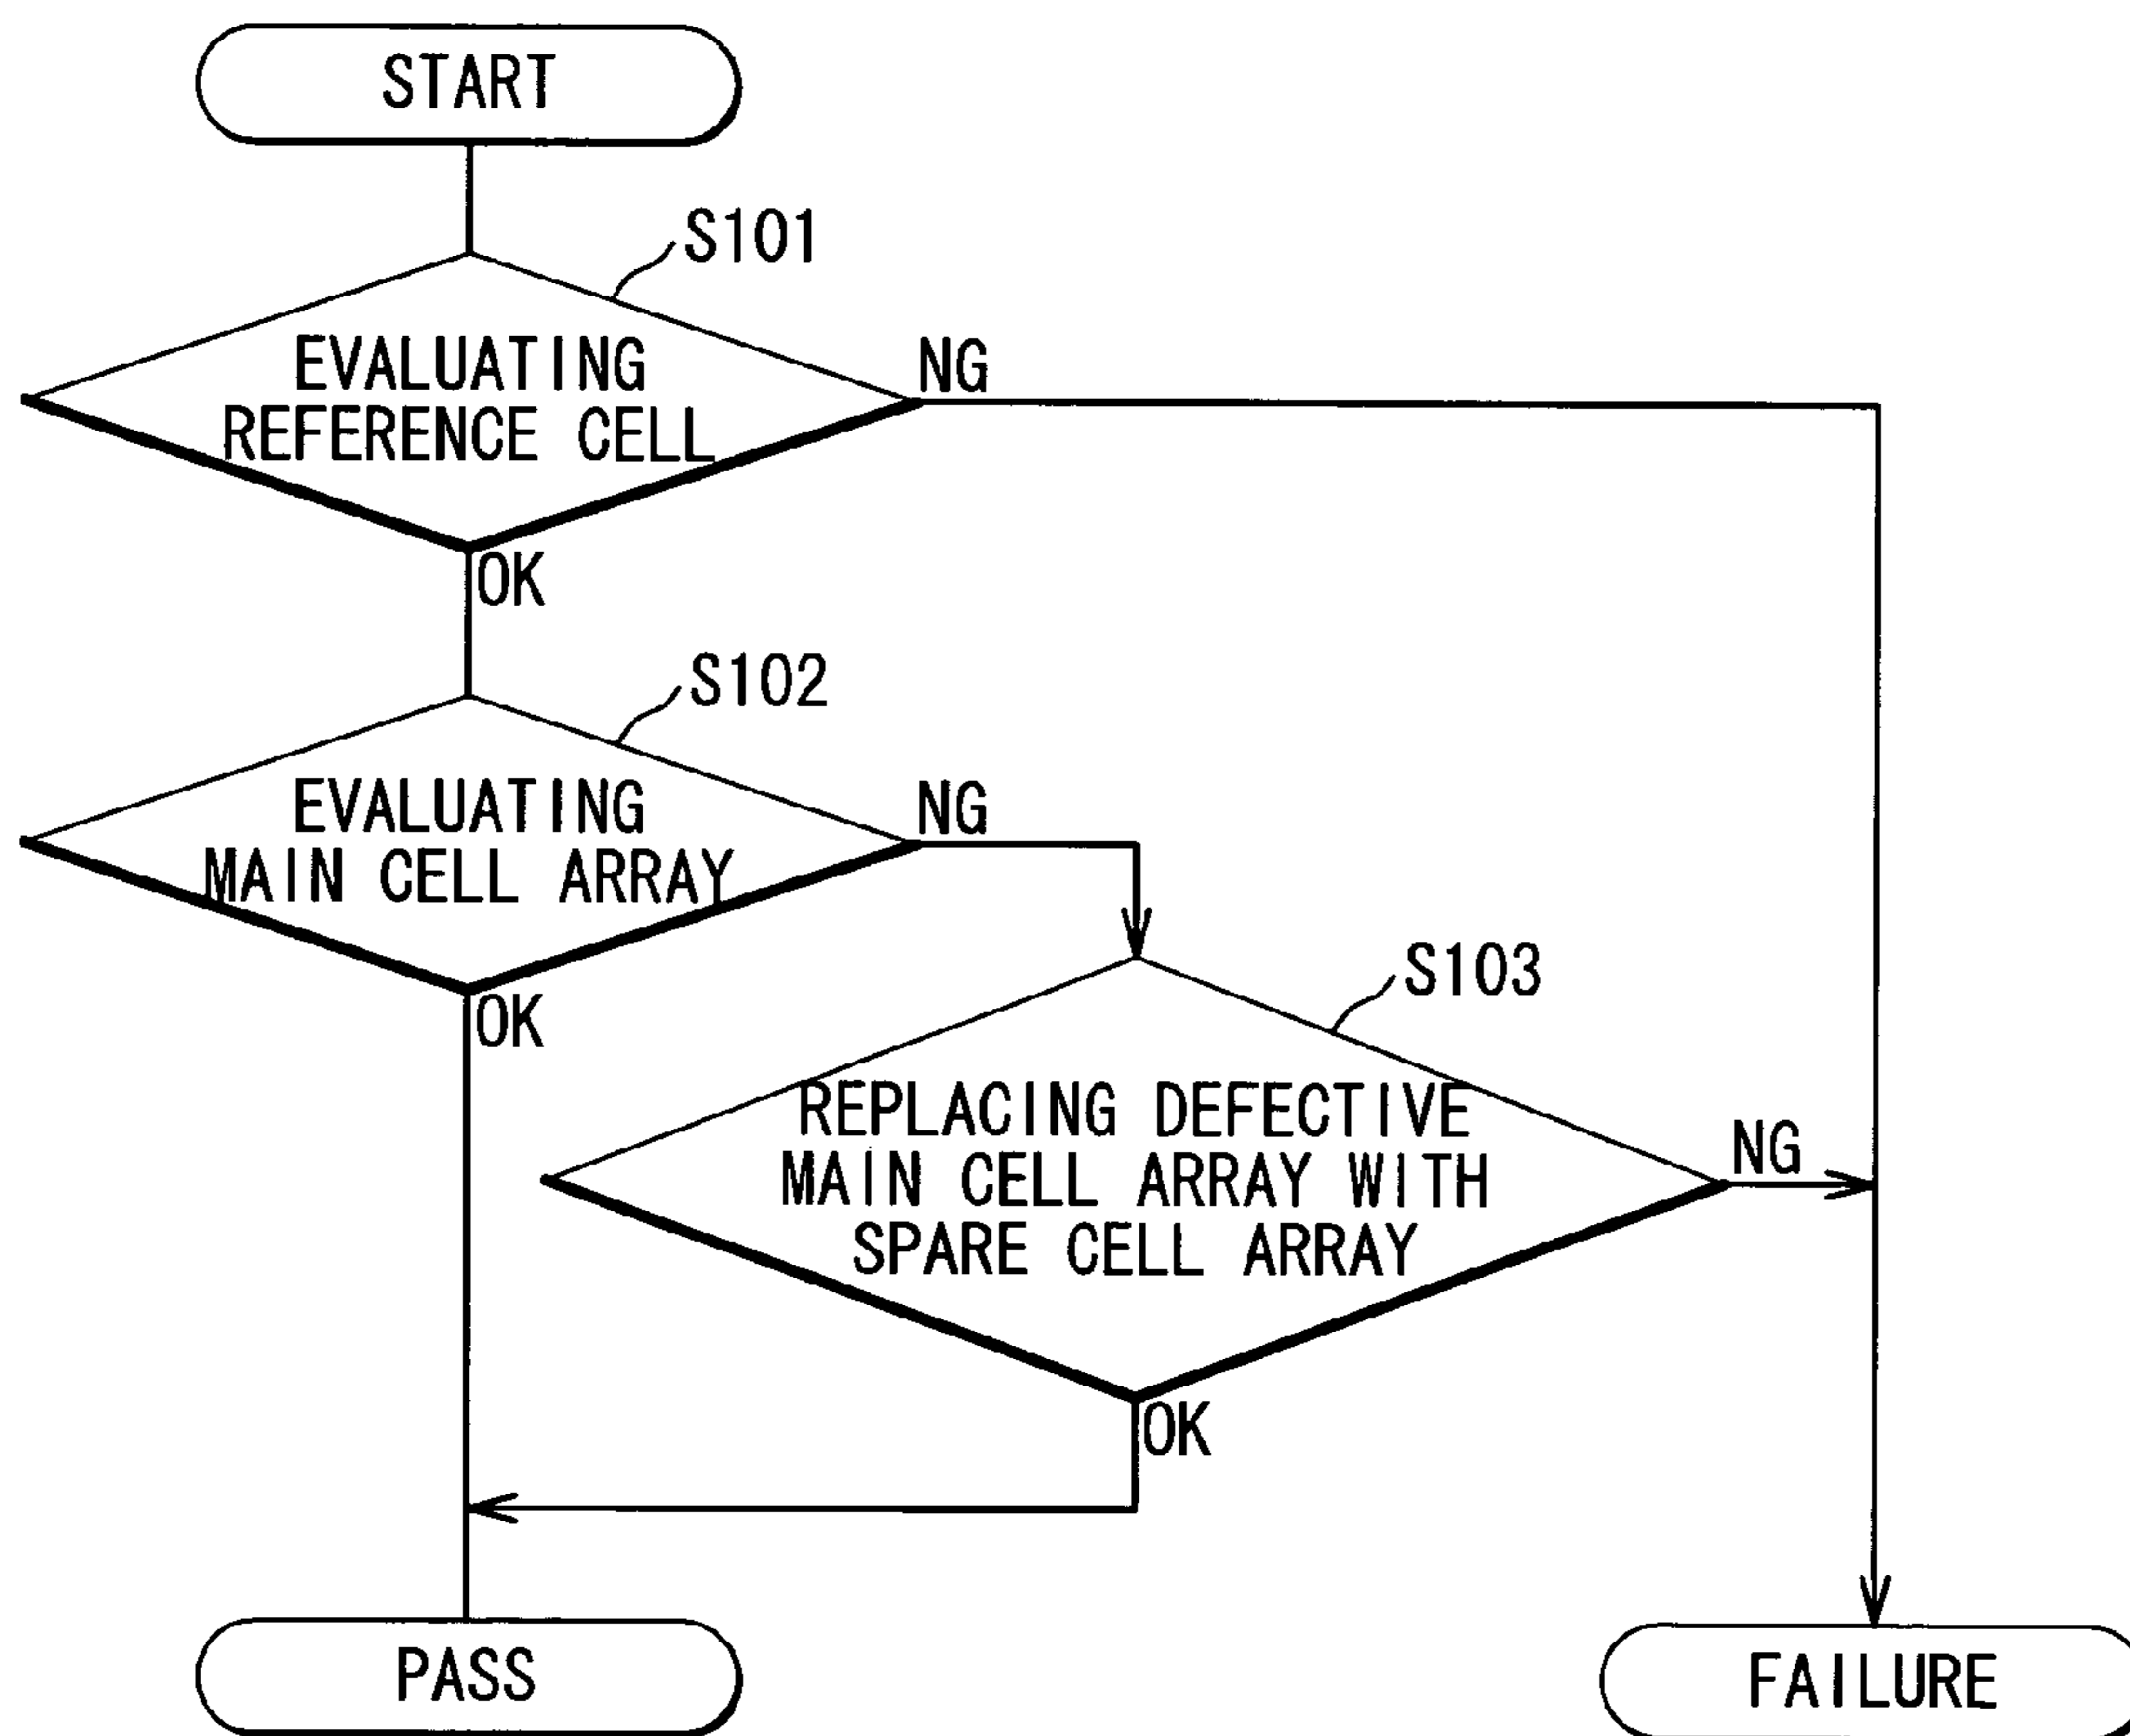 START
S101
EVALUATING
REFERENCE CELL
NG
OK
S102
EVALUATING
MAIN CELL ARRAY
NG
OK
S103
REPLACING DEFECTIVE
MAIN CELL ARRAY WITH
SPARE CELL ARRAY
NG
OK
PASS
FAILURE